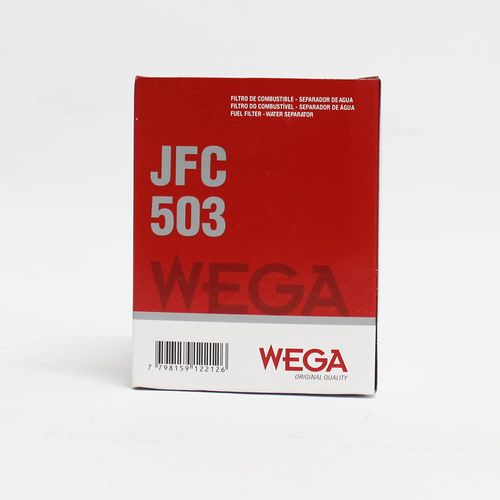 FILTRO DE COMBUSTIBLE - SEPARADOR DE AGUA
FILTRO DO COMBUSTÍVEL - SEPARADOR DE ÁGUA
FUEL FILTER - WATER SEPARATOR
JFC
503
WEGA
7 798159 122126
WEGA
ORIGINAL QUALITY